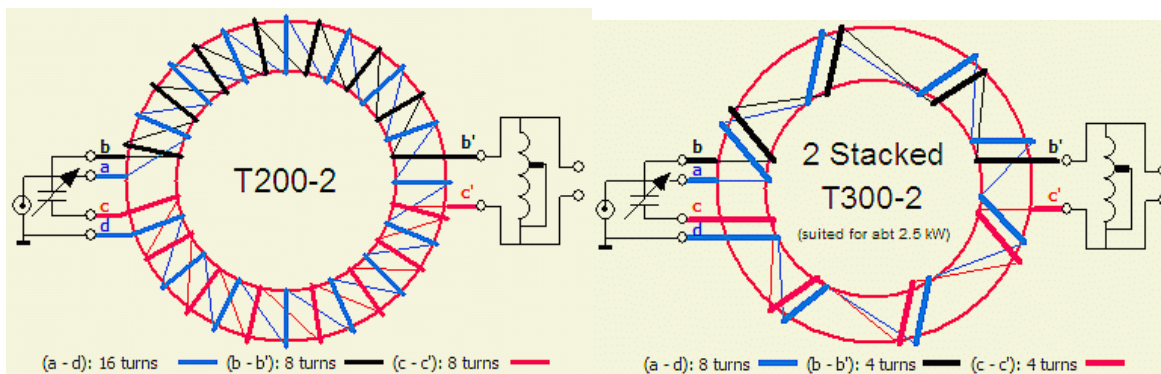 b
a
c
d
T200-2
b'
c'
(a - d): 16 turns (b - b'): 8 turns (c - c'): 8 turns
b
a
c
d
2 Stacked
T300-2
(suited for abt 2.5 kW)
b'
c'
(a - d): 8 turns (b - b'): 4 turns (c - c'): 4 turns